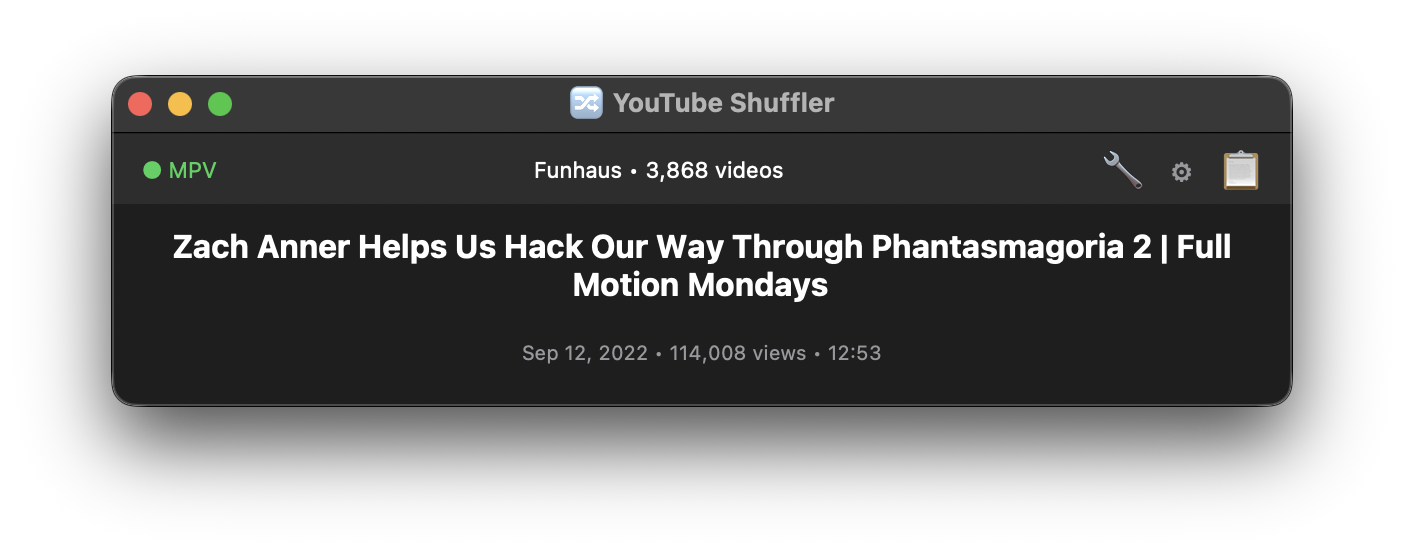 YouTube Shuffler
MPV
Funhaus • 3,868 videos
Zach Anner Helps Us Hack Our Way Through Phantasmagoria 2 | Full
Motion Mondays
Sep 12, 2022 • 114,008 views • 12:53